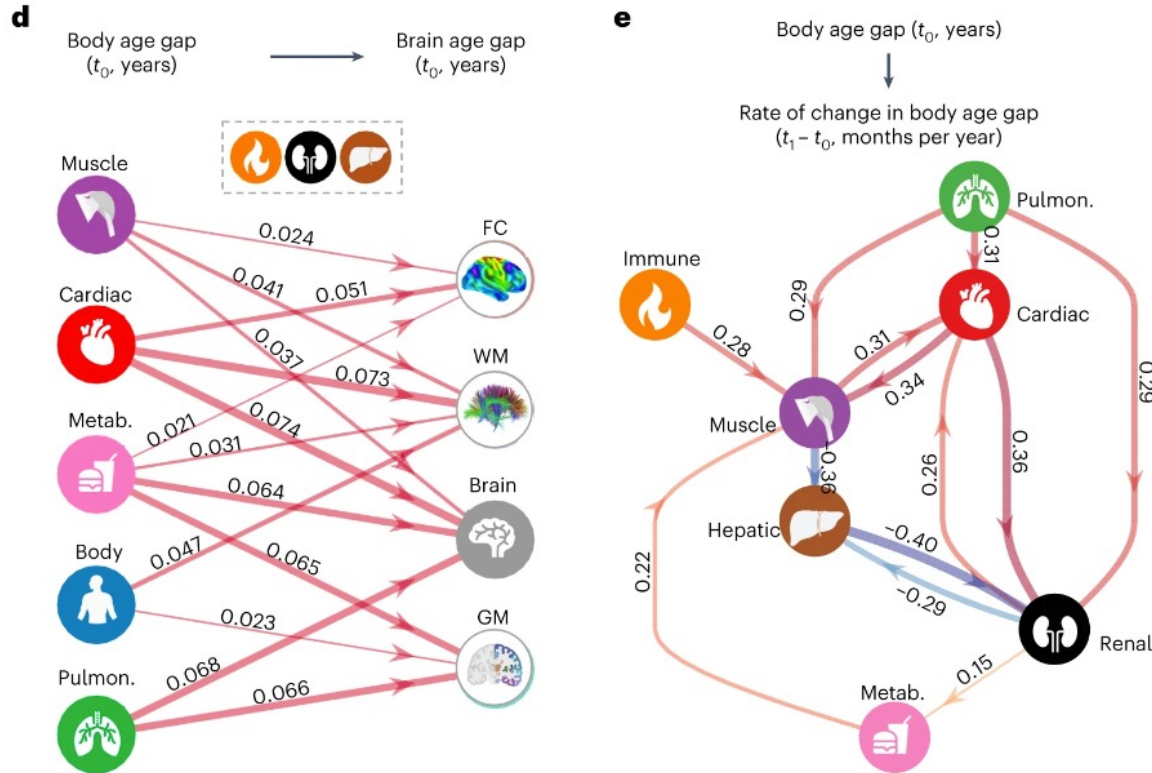 d
Body age gap
(t₀, years)
Brain age gap
(t₀, years)
Muscle
Cardiac
Metab.
Body
Pulmon.
FC
WM
Brain
GM
0.024
0.041
0.051
0.037
0.073
0.074
0.021
0.031
0.064
0.047
0.065
0.023
0.068
0.066
e
Body age gap (t₀, years)
Rate of change in body age gap
(t₁ – t₀, months per year)
Pulmon.
Immune
Cardiac
Muscle
Hepatic
Renal
Metab.
0.31
0.29
0.28
0.31
0.34
0.29
−0.36
0.26
0.36
−0.40
−0.29
0.22
0.15